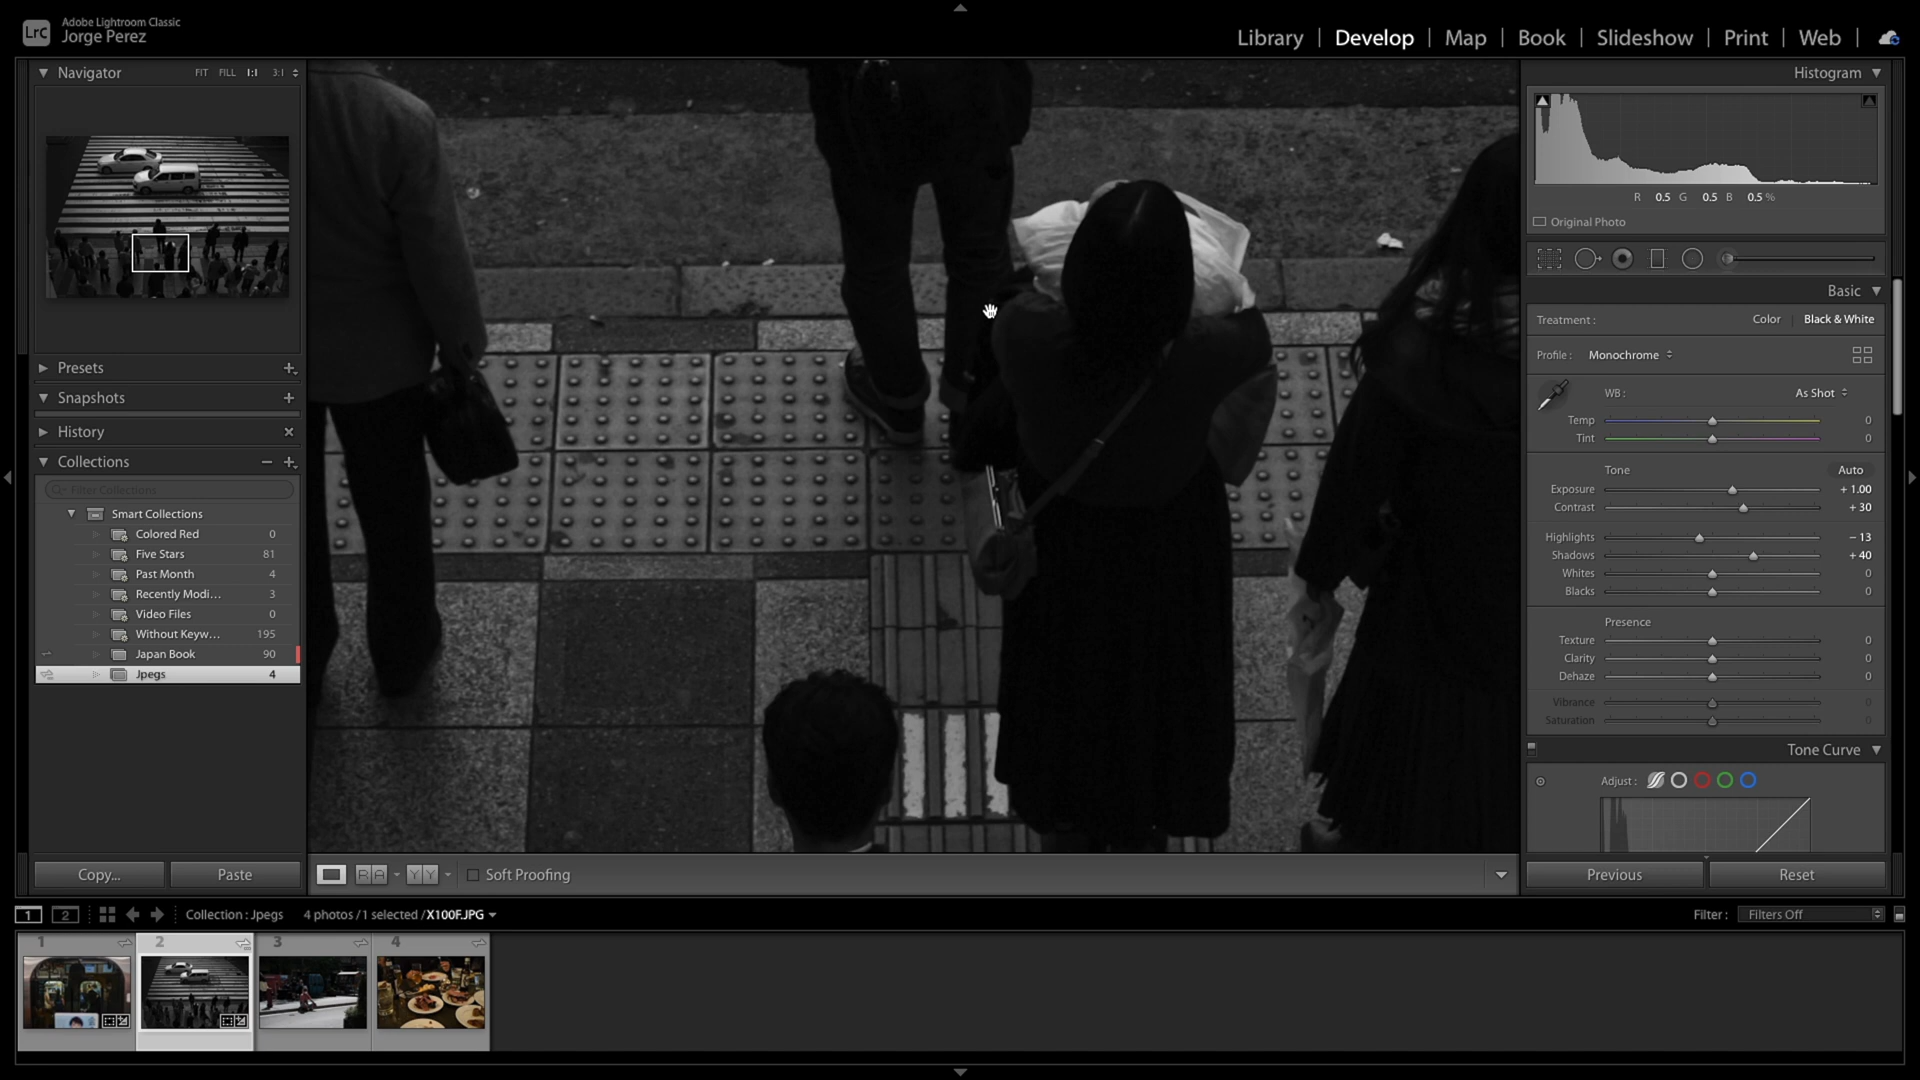 LrC
Adobe Lightroom Classic
Jorge Perez
Library | Develop | Map | Book | Slideshow | Print | Web |
Navigator
FIT FILL 1:1 3:1
Presets
Snapshots
History
Collections
Filter Collections
Smart Collections
Colored Red 0
Five Stars 81
Past Month 4
Recently Modi... 3
Video Files 0
Without Keyw... 195
Japan Book 90
Jpegs 4
Copy...
Paste
Soft Proofing
Histogram
R 0.5 G 0.5 B 0.5 %
Original Photo
Basic
Treatment : Color | Black & White
Profile : Monochrome
WB : As Shot
Temp 0
Tint 0
Tone Auto
Exposure + 1.00
Contrast + 30
Highlights − 13
Shadows + 40
Whites 0
Blacks 0
Presence
Texture 0
Clarity 0
Dehaze 0
Vibrance 0
Saturation 0
Tone Curve
Adjust :
Previous
Reset
1 2
Collection : Jpegs
4 photos / 1 selected / X100F.JPG
Filter : Filters Off
1 2 3 4